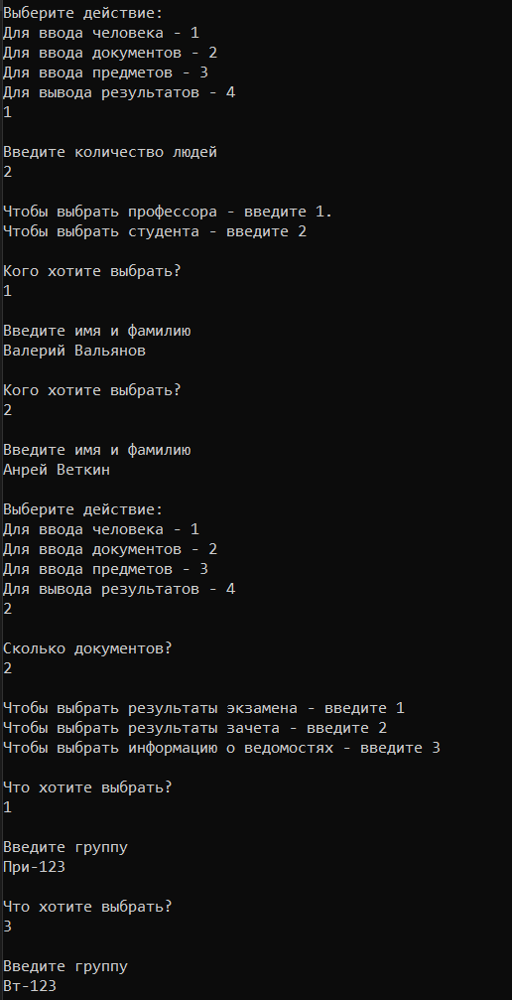 Выберите действие:
Для ввода человека - 1
Для ввода документов - 2
Для ввода предметов - 3
Для вывода результатов - 4
1
Введите количество людей
2
Чтобы выбрать профессора - введите 1.
Чтобы выбрать студента - введите 2
Кого хотите выбрать?
1
Введите имя и фамилию
Валерий Вальянов
Кого хотите выбрать?
2
Введите имя и фамилию
Анрей Веткин
Выберите действие:
Для ввода человека - 1
Для ввода документов - 2
Для ввода предметов - 3
Для вывода результатов - 4
2
Сколько документов?
2
Чтобы выбрать результаты экзамена - введите 1
Чтобы выбрать результаты зачета - введите 2
Чтобы выбрать информацию о ведомостях - введите 3
Что хотите выбрать?
1
Введите группу
При-123
Что хотите выбрать?
3
Введите группу
Вт-123